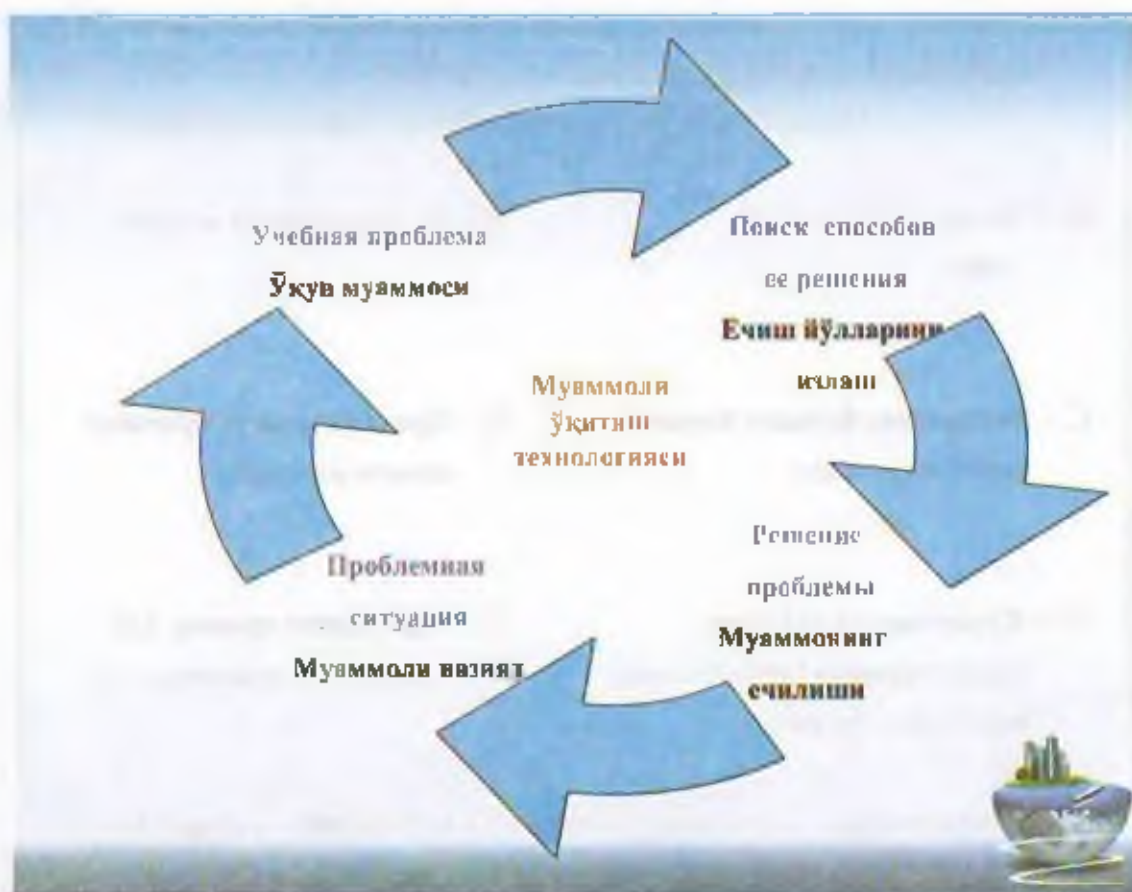 Учебная проблема
Ўқув муаммоси
Поиск способов
ее решения
Ечиш йўлларини
излаш
Муаммоли
ўқитиш
технологияси
Решение
проблемы
Муаммонинг
ечилиши
Проблемная
ситуация
Муаммоли вазият